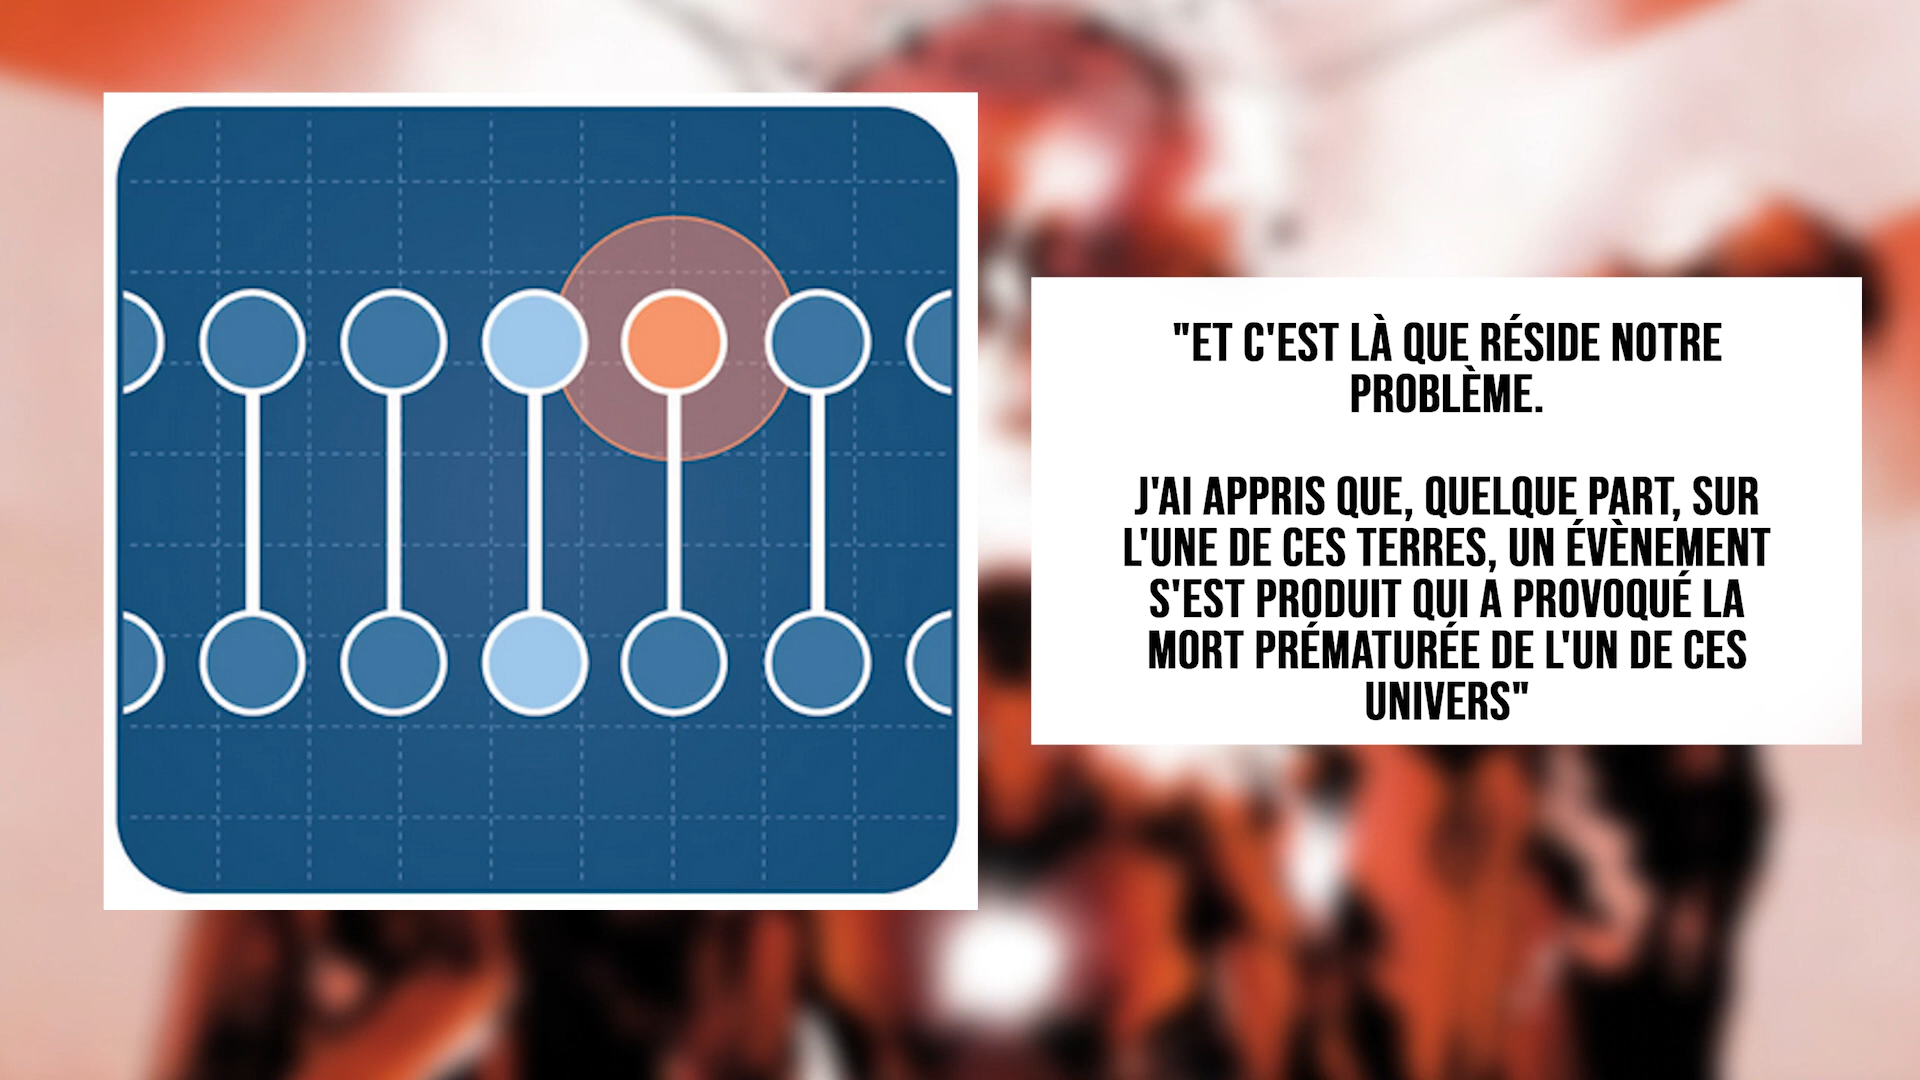 "ET C'EST LÀ QUE RÉSIDE NOTRE
PROBLÈME.
J'AI APPRIS QUE, QUELQUE PART, SUR
L'UNE DE CES TERRES, UN ÉVÈNEMENT
S'EST PRODUIT QUI A PROVOQUÉ LA
MORT PRÉMATURÉE DE L'UN DE CES
UNIVERS"